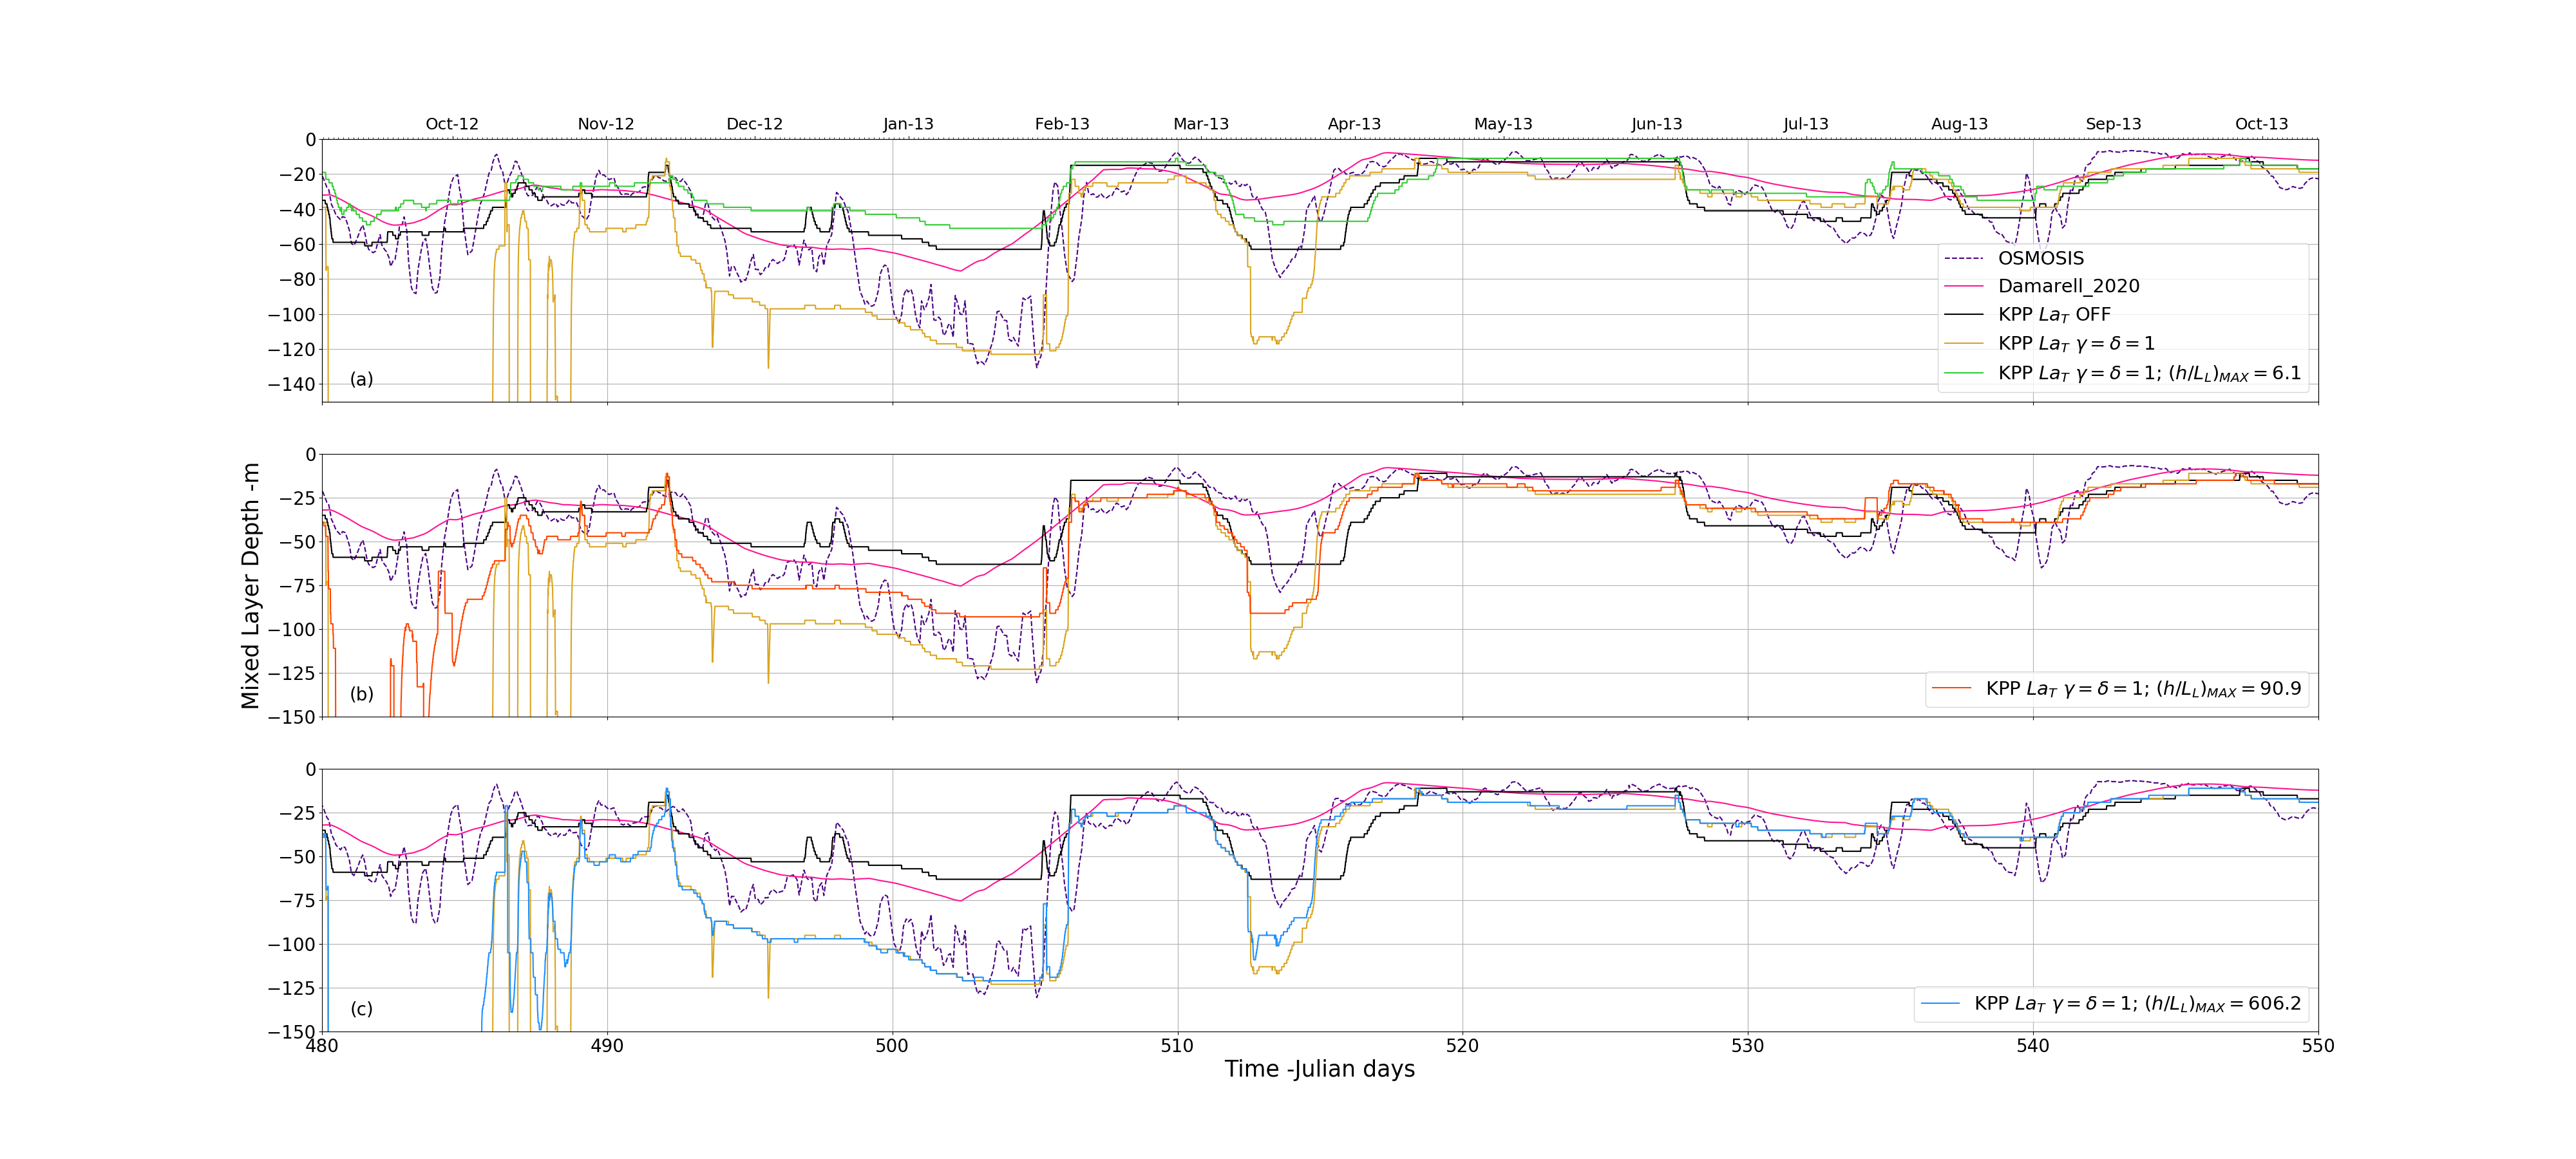 Oct-12 Nov-12 Dec-12 Jan-13 Feb-13 Mar-13 Apr-13 May-13 Jun-13 Jul-13 Aug-13 Sep-13 Oct-13
0
−20
−40
−60
−80
−100
−120
−140
(a)
OSMOSIS
Damarell_2020
KPP La_T OFF
KPP La_T γ = δ = 1
KPP La_T γ = δ = 1; (h/L_L)_MAX = 6.1
Mixed Layer Depth -m
0
−25
−50
−75
−100
−125
−150
(b)
KPP La_T γ = δ = 1; (h/L_L)_MAX = 90.9
0
−25
−50
−75
−100
−125
−150
(c)
KPP La_T γ = δ = 1; (h/L_L)_MAX = 606.2
480 490 500 510 520 530 540 550
Time -Julian days